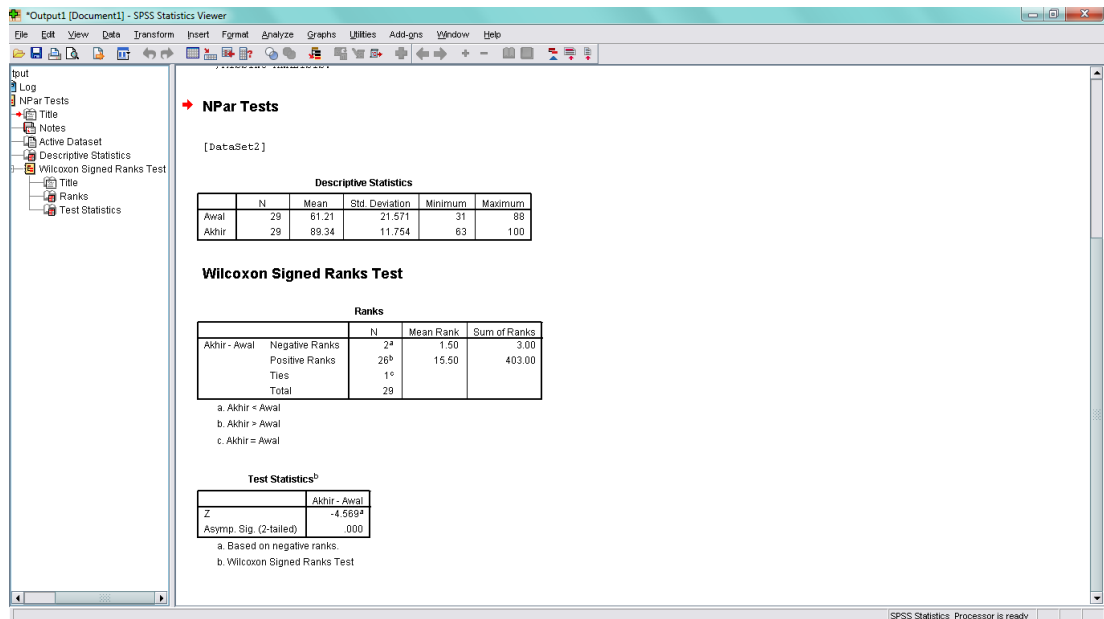 *Output1 [Document1] - SPSS Statistics Viewer
File Edit View Data Transform Insert Format Analyze Graphs Utilities Add-ons Window Help
tput
Log
NPar Tests
Title
Notes
Active Dataset
Descriptive Statistics
Wilcoxon Signed Ranks Test
Title
Ranks
Test Statistics
NPar Tests
[DataSet2]
Descriptive Statistics
N Mean Std. Deviation Minimum Maximum
Awal 29 61.21 21.571 31 88
Akhir 29 89.34 11.754 63 100
Wilcoxon Signed Ranks Test
Ranks
N Mean Rank Sum of Ranks
Akhir - Awal Negative Ranks 2a 1.50 3.00
Positive Ranks 26b 15.50 403.00
Ties 1c
Total 29
a. Akhir < Awal
b. Akhir > Awal
c. Akhir = Awal
Test Statisticsb
Akhir - Awal
Z -4.569a
Asymp. Sig. (2-tailed) .000
a. Based on negative ranks.
b. Wilcoxon Signed Ranks Test
SPSS Statistics Processor is ready